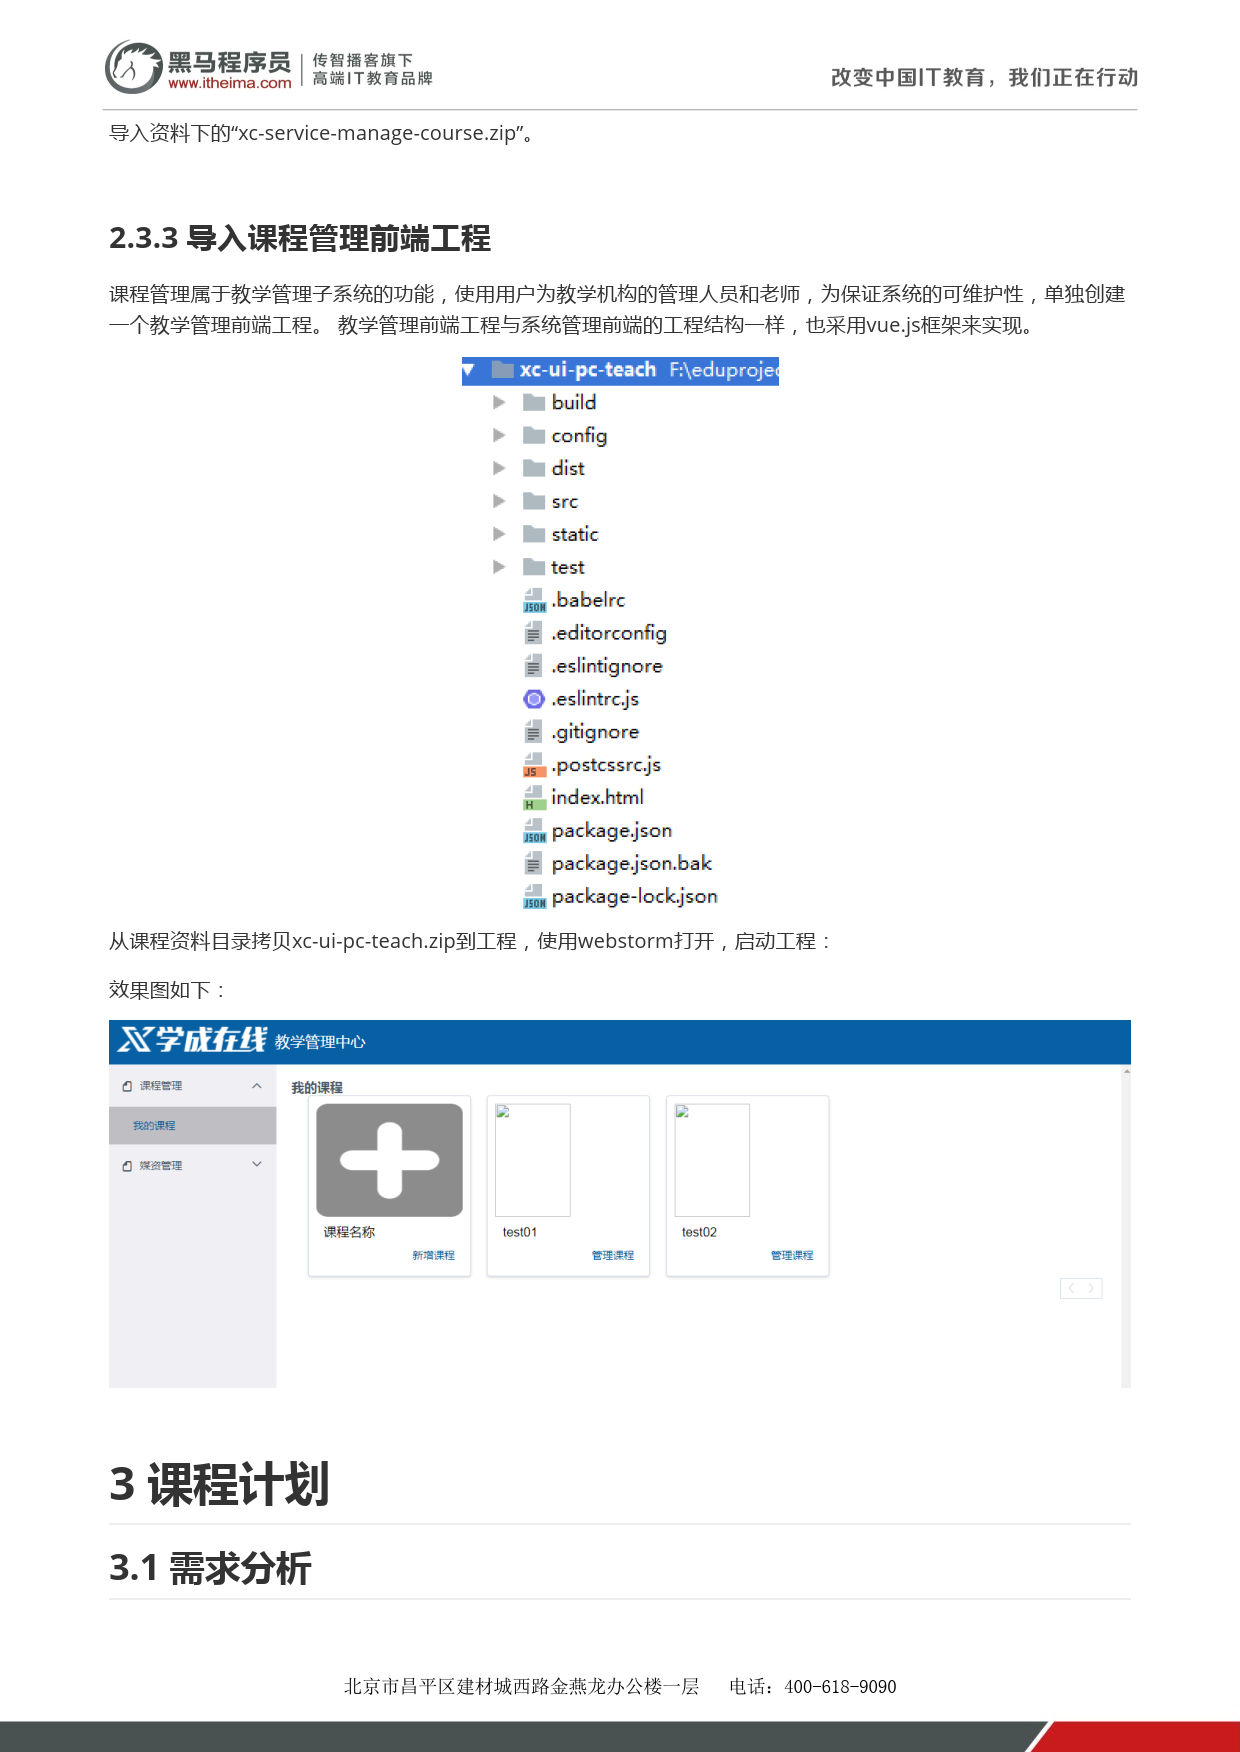 黑马程序员
www.itheima.com
传智播客旗下
高端IT教育品牌
改变中国IT教育，我们正在行动
导入资料下的“xc-service-manage-course.zip”。
2.3.3 导入课程管理前端工程
课程管理属于教学管理子系统的功能，使用用户为教学机构的管理人员和老师，为保证系统的可维护性，单独创建
一个教学管理前端工程。 教学管理前端工程与系统管理前端的工程结构一样，也采用vue.js框架来实现。
xc-ui-pc-teach F:\eduprojec
build
config
dist
src
static
test
.babelrc
.editorconfig
.eslintignore
.eslintrc.js
.gitignore
.postcssrc.js
index.html
package.json
package.json.bak
package-lock.json
从课程资料目录拷贝xc-ui-pc-teach.zip到工程，使用webstorm打开，启动工程：
效果图如下：
学成在线 教学管理中心
课程管理
我的课程
媒资管理
我的课程
课程名称
新增课程
test01
管理课程
test02
管理课程
3 课程计划
3.1 需求分析
北京市昌平区建材城西路金燕龙办公楼一层 电话：400-618-9090